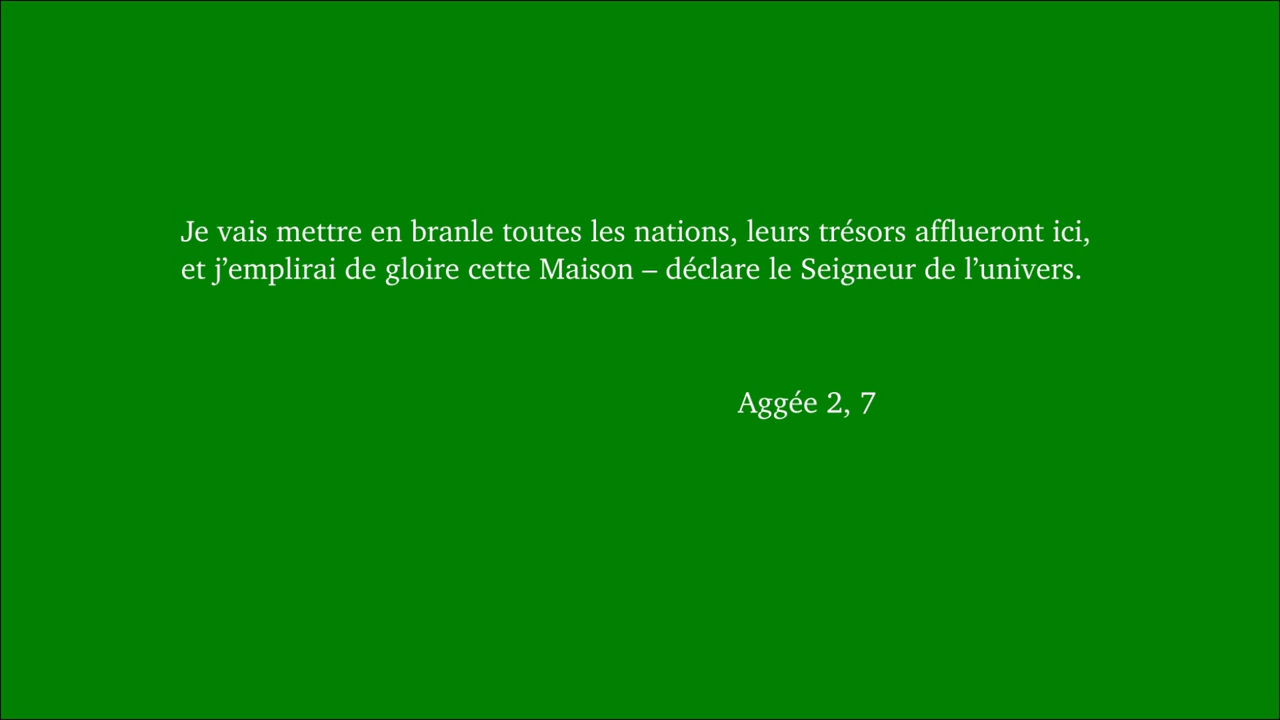 Je vais mettre en branle toutes les nations, leurs trésors afflueront ici,
et j’emplirai de gloire cette Maison – déclare le Seigneur de l’univers.
Aggée 2, 7